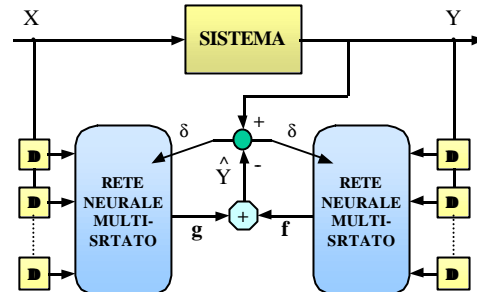 X
Y
SISTEMA
+
δ
δ
D
D
Ŷ
-
RETE
NEURALE
MULTI-
SRTATO
RETE
NEURALE
MULTI-
SRTATO
D
D
g
+
f
D
D